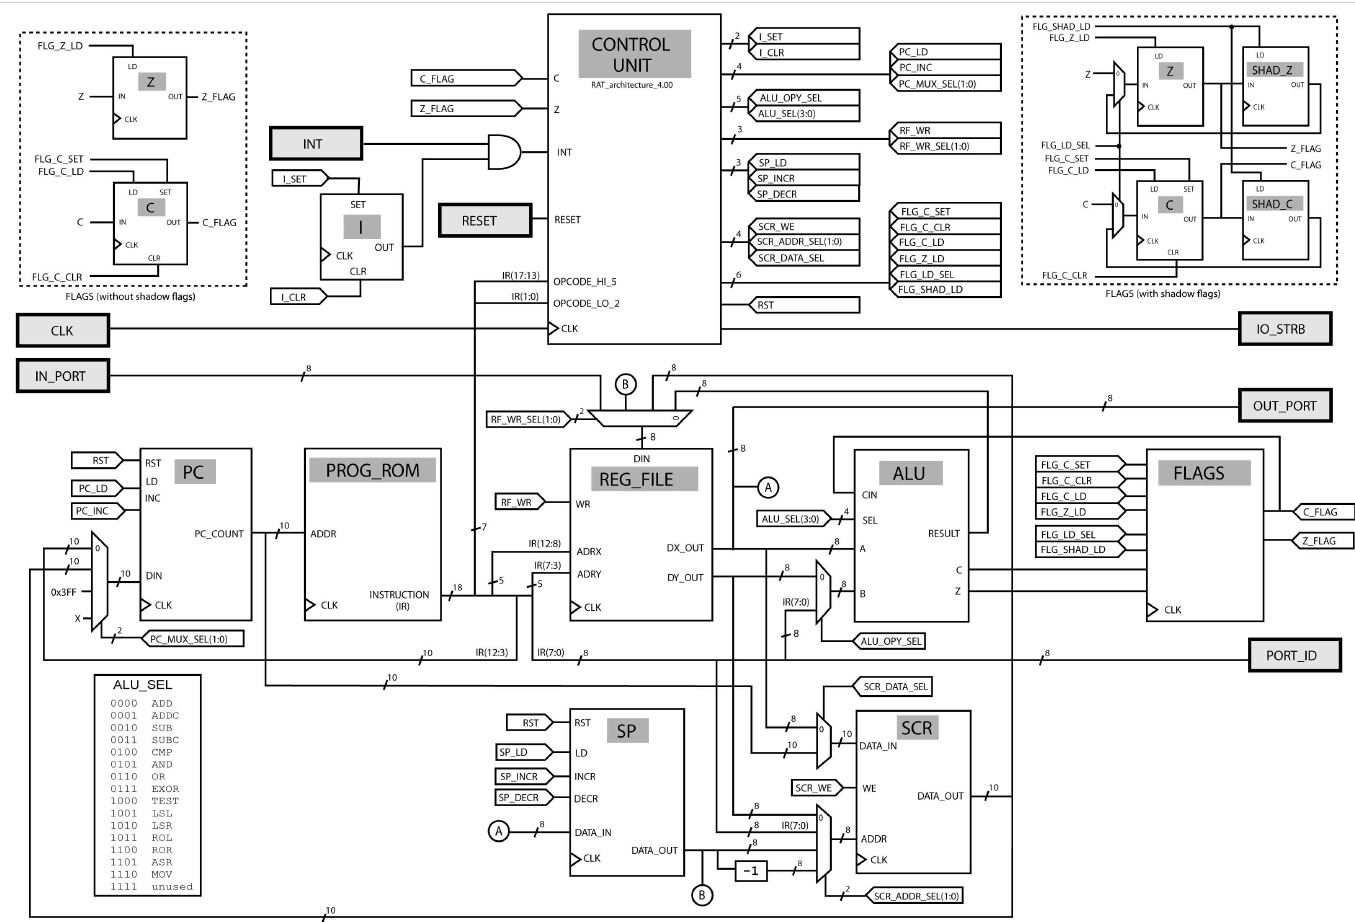 FLG_Z_LD
LD
Z
Z
IN
OUT
Z_FLAG
CLK
FLG_C_SET
FLG_C_LD
LD
SET
C
C
IN
OUT
C_FLAG
CLK
CLR
FLG_C_CLR
FLAGS (without shadow flags)
CONTROL
UNIT
RAT_architecture_4.00
C_FLAG
C
Z_FLAG
Z
INT
INT
I_SET
SET
I
OUT
CLK
CLR
I_CLR
RESET
RESET
IR(17:13)
OPCODE_HI_5
IR(1:0)
OPCODE_LO_2
CLK
CLK
2
I_SET
I_CLR
4
PC_LD
PC_INC
PC_MUX_SEL(1:0)
5
ALU_OPY_SEL
ALU_SEL(3:0)
3
RF_WR
RF_WR_SEL(1:0)
3
SP_LD
SP_INCR
SP_DECR
4
SCR_WE
SCR_ADDR_SEL(1:0)
SCR_DATA_SEL
6
FLG_C_SET
FLG_C_CLR
FLG_C_LD
FLG_Z_LD
FLG_LD_SEL
FLG_SHAD_LD
RST
IO_STRB
FLG_SHAD_LD
FLG_Z_LD
LD
LD
Z
0
Z
SHAD_Z
IN
OUT
IN
OUT
CLK
CLK
FLG_LD_SEL
Z_FLAG
FLG_C_SET
C_FLAG
FLG_C_LD
LD
SET
LD
C
0
C
SHAD_C
IN
OUT
IN
OUT
CLK
CLK
CLR
FLG_C_CLR
FLAGS (with shadow flags)
IN_PORT
8
B
8
8
RF_WR_SEL(1:0)
2
0
8
8
8
OUT_PORT
RST
RST
PC
PC_LD
LD
PC_INC
INC
PC_COUNT
10
10
0
10
10
DIN
0x3FF
X
CLK
2
PC_MUX_SEL(1:0)
PROG_ROM
ADDR
INSTRUCTION
(IR)
CLK
18
7
DIN
REG_FILE
RF_WR
WR
IR(12:8)
ADRX
5
IR(7:3)
ADRY
5
DX_OUT
DY_OUT
CLK
A
ALU_SEL(3:0)
4
ALU
CIN
SEL
RESULT
8
A
8
0
8
B
C
Z
IR(7:0)
8
ALU_OPY_SEL
FLG_C_SET
FLG_C_CLR
FLG_C_LD
FLG_Z_LD
FLG_LD_SEL
FLG_SHAD_LD
FLAGS
C_FLAG
Z_FLAG
CLK
10
IR(12:3)
IR(7:0)
8
8
PORT_ID
10
ALU_SEL
0000 ADD
0001 ADDC
0010 SUB
0011 SUBC
0100 CMP
0101 AND
0110 OR
0111 EXOR
1000 TEST
1001 LSL
1010 LSR
1011 ROL
1100 ROR
1101 ASR
1110 MOV
1111 unused
RST
RST
SP
SP_LD
LD
SP_INCR
INCR
SP_DECR
DECR
A
8
DATA_IN
DATA_OUT
CLK
B
SCR_DATA_SEL
8
0
10
10
SCR
DATA_IN
SCR_WE
WE
DATA_OUT
10
8
0
8
IR(7:0)
8
8
ADDR
-1
8
CLK
2
SCR_ADDR_SEL(1:0)
10